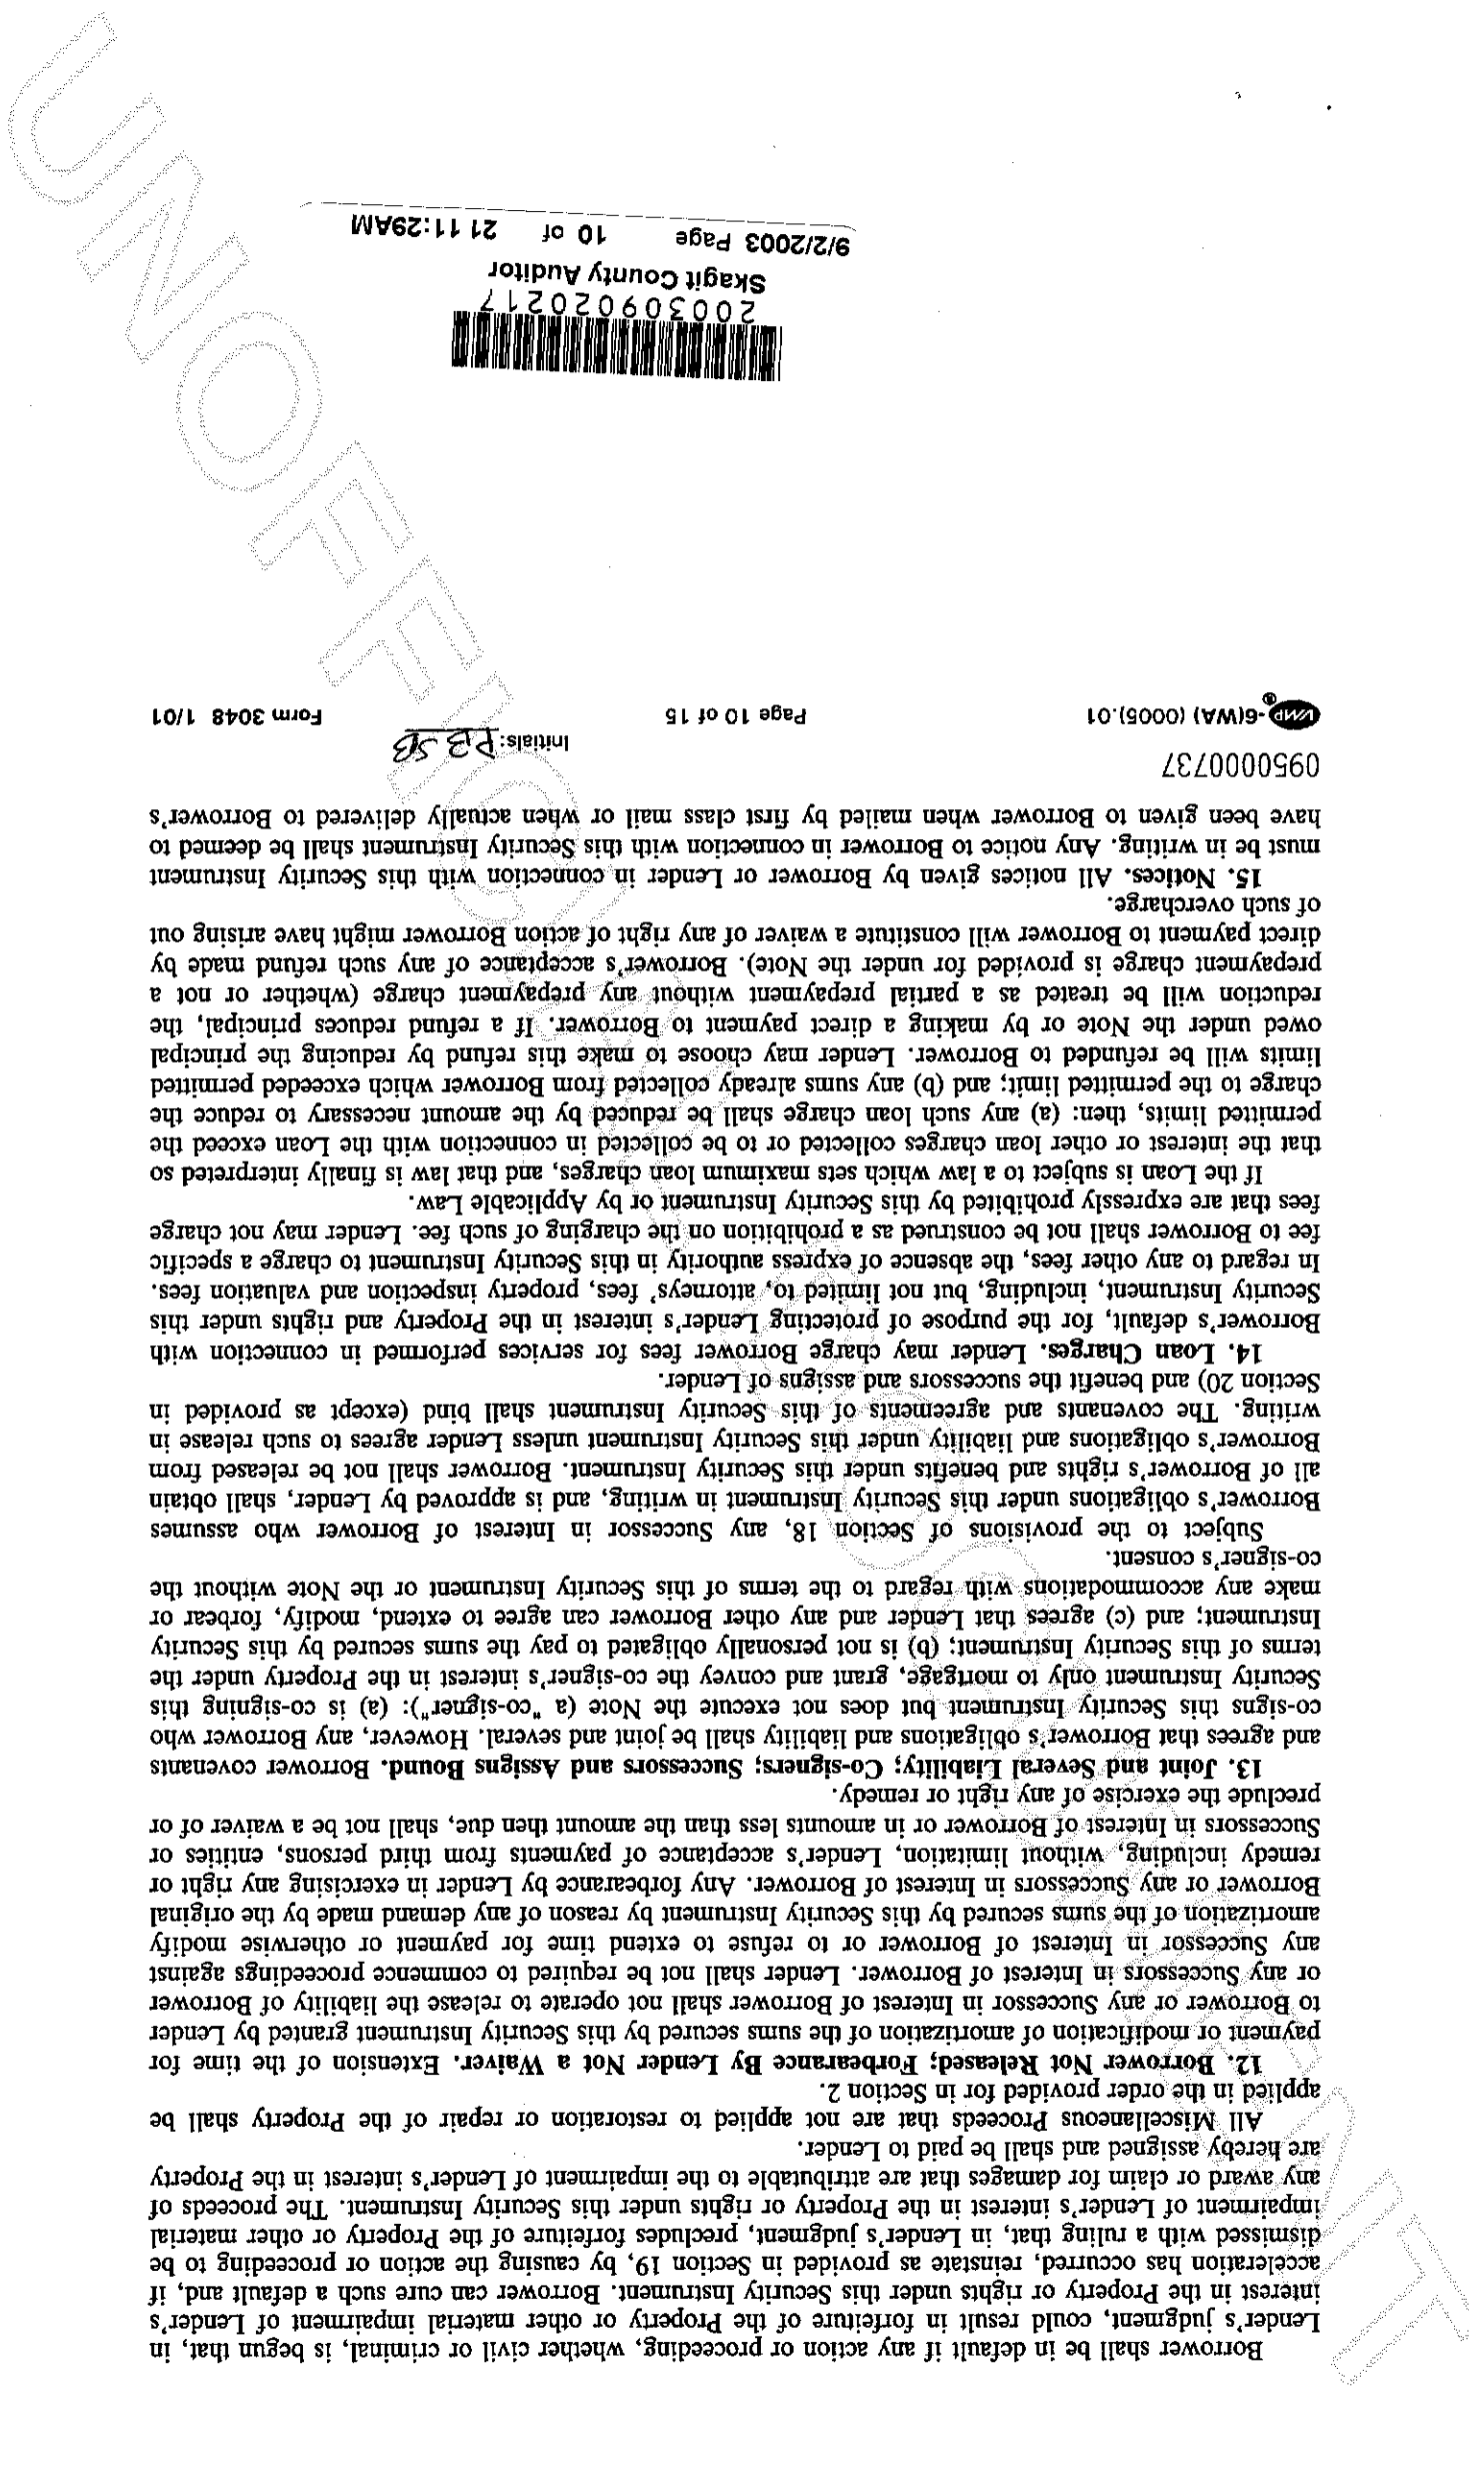 Borrower shall be in default if any action or proceeding, whether civil or criminal, is begun that, in
Lender's judgment, could result in forfeiture of the Property or other material impairment of Lender's
interest in the Property or rights under this Security Instrument. Borrower can cure such a default and, if
acceleration has occurred, reinstate as provided in Section 19, by causing the action or proceeding to be
dismissed with a ruling that, in Lender's judgment, precludes forfeiture of the Property or other material
impairment of Lender's interest in the Property or rights under this Security Instrument. The proceeds of
any award or claim for damages that are attributable to the impairment of Lender's interest in the Property
are hereby assigned and shall be paid to Lender.
All Miscellaneous Proceeds that are not applied to restoration or repair of the Property shall be
applied in the order provided for in Section 2.
12. Borrower Not Released; Forbearance By Lender Not a Waiver. Extension of the time for
payment or modification of amortization of the sums secured by this Security Instrument granted by Lender
to Borrower or any Successor in Interest of Borrower shall not operate to release the liability of Borrower
or any Successors in Interest of Borrower. Lender shall not be required to commence proceedings against
any Successor in Interest of Borrower or to refuse to extend time for payment or otherwise modify
amortization of the sums secured by this Security Instrument by reason of any demand made by the original
Borrower or any Successors in Interest of Borrower. Any forbearance by Lender in exercising any right or
remedy including, without limitation, Lender's acceptance of payments from third persons, entities or
Successors in Interest of Borrower or in amounts less than the amount then due, shall not be a waiver of or
preclude the exercise of any right or remedy.
13. Joint and Several Liability; Co-signers; Successors and Assigns Bound. Borrower covenants
and agrees that Borrower's obligations and liability shall be joint and several. However, any Borrower who
co-signs this Security Instrument but does not execute the Note (a "co-signer"): (a) is co-signing this
Security Instrument only to mortgage, grant and convey the co-signer's interest in the Property under the
terms of this Security Instrument; (b) is not personally obligated to pay the sums secured by this Security
Instrument; and (c) agrees that Lender and any other Borrower can agree to extend, modify, forbear or
make any accommodations with regard to the terms of this Security Instrument or the Note without the
co-signer's consent.
Subject to the provisions of Section 18, any Successor in Interest of Borrower who assumes
Borrower's obligations under this Security Instrument in writing, and is approved by Lender, shall obtain
all of Borrower's rights and benefits under this Security Instrument. Borrower shall not be released from
Borrower's obligations and liability under this Security Instrument unless Lender agrees to such release in
writing. The covenants and agreements of this Security Instrument shall bind (except as provided in
Section 20) and benefit the successors and assigns of Lender.
14. Loan Charges. Lender may charge Borrower fees for services performed in connection with
Borrower's default, for the purpose of protecting Lender's interest in the Property and rights under this
Security Instrument, including, but not limited to, attorneys' fees, property inspection and valuation fees.
In regard to any other fees, the absence of express authority in this Security Instrument to charge a specific
fee to Borrower shall not be construed as a prohibition on the charging of such fee. Lender may not charge
fees that are expressly prohibited by this Security Instrument or by Applicable Law.
If the Loan is subject to a law which sets maximum loan charges, and that law is finally interpreted so
that the interest or other loan charges collected or to be collected in connection with the Loan exceed the
permitted limits, then: (a) any such loan charge shall be reduced by the amount necessary to reduce the
charge to the permitted limit; and (b) any sums already collected from Borrower which exceeded permitted
limits will be refunded to Borrower. Lender may choose to make this refund by reducing the principal
owed under the Note or by making a direct payment to Borrower. If a refund reduces principal, the
reduction will be treated as a partial prepayment without any prepayment charge (whether or not a
prepayment charge is provided for under the Note). Borrower's acceptance of any such refund made by
direct payment to Borrower will constitute a waiver of any right of action Borrower might have arising out
of such overcharge.
15. Notices. All notices given by Borrower or Lender in connection with this Security Instrument
must be in writing. Any notice to Borrower in connection with this Security Instrument shall be deemed to
have been given to Borrower when mailed by first class mail or when actually delivered to Borrower's
0950000737
Initials: PB SB
VMP®-6(WA) (0005).01 Page 10 of 15 Form 3048 1/01
200309020217
Skagit County Auditor
9/2/2003 Page 10 of 21 11:29AM
UNOFFICIAL DOCUMENT